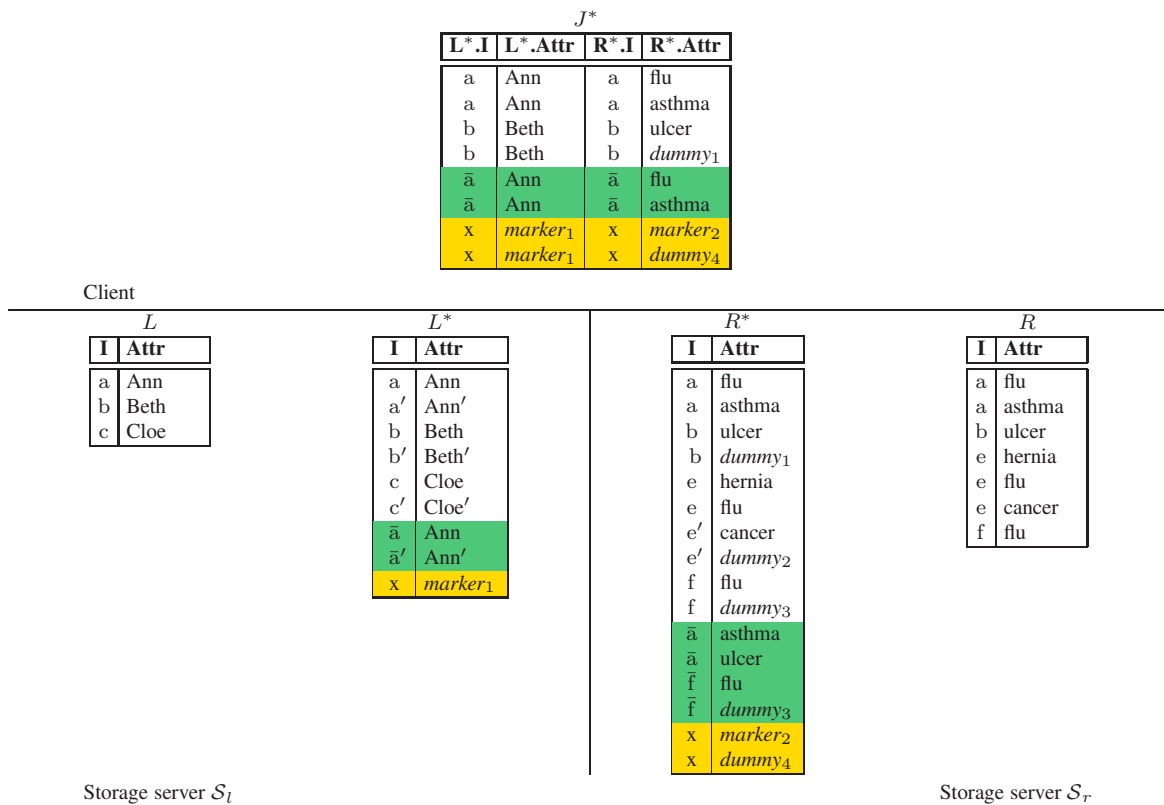 J*
L*.I L*.Attr R*.I R*.Attr
a Ann a flu
a Ann a asthma
b Beth b ulcer
b Beth b dummy₁
ā Ann ā flu
ā Ann ā asthma
x marker₁ x marker₂
x marker₁ x dummy₄
Client
L
I Attr
a Ann
b Beth
c Cloe
L*
I Attr
a Ann
a′ Ann′
b Beth
b′ Beth′
c Cloe
c′ Cloe′
ā Ann
ā′ Ann′
x marker₁
R*
I Attr
a flu
a asthma
b ulcer
b dummy₁
e hernia
e flu
e′ cancer
e′ dummy₂
f flu
f dummy₃
ā asthma
ā ulcer
f̄ flu
f̄ dummy₃
x marker₂
x dummy₄
R
I Attr
a flu
a asthma
b ulcer
e hernia
e flu
e cancer
f flu
Storage server 𝒮ₗ
Storage server 𝒮ᵣ